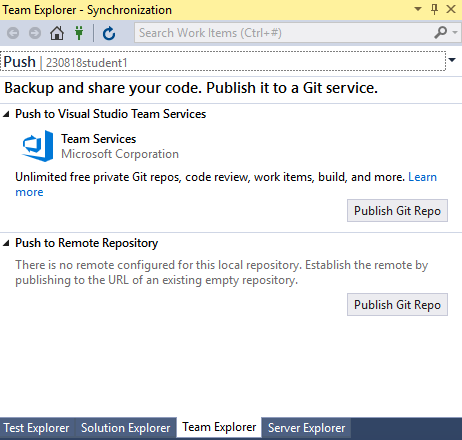 Team Explorer - Synchronization
Search Work Items (Ctrl+#)
Push | 230818student1
Backup and share your code. Publish it to a Git service.
Push to Visual Studio Team Services
Team Services
Microsoft Corporation
Unlimited free private Git repos, code review, work items, build, and more. Learn
more
Publish Git Repo
Push to Remote Repository
There is no remote configured for this local repository. Establish the remote by
publishing to the URL of an existing empty repository.
Publish Git Repo
Test Explorer Solution Explorer Team Explorer Server Explorer